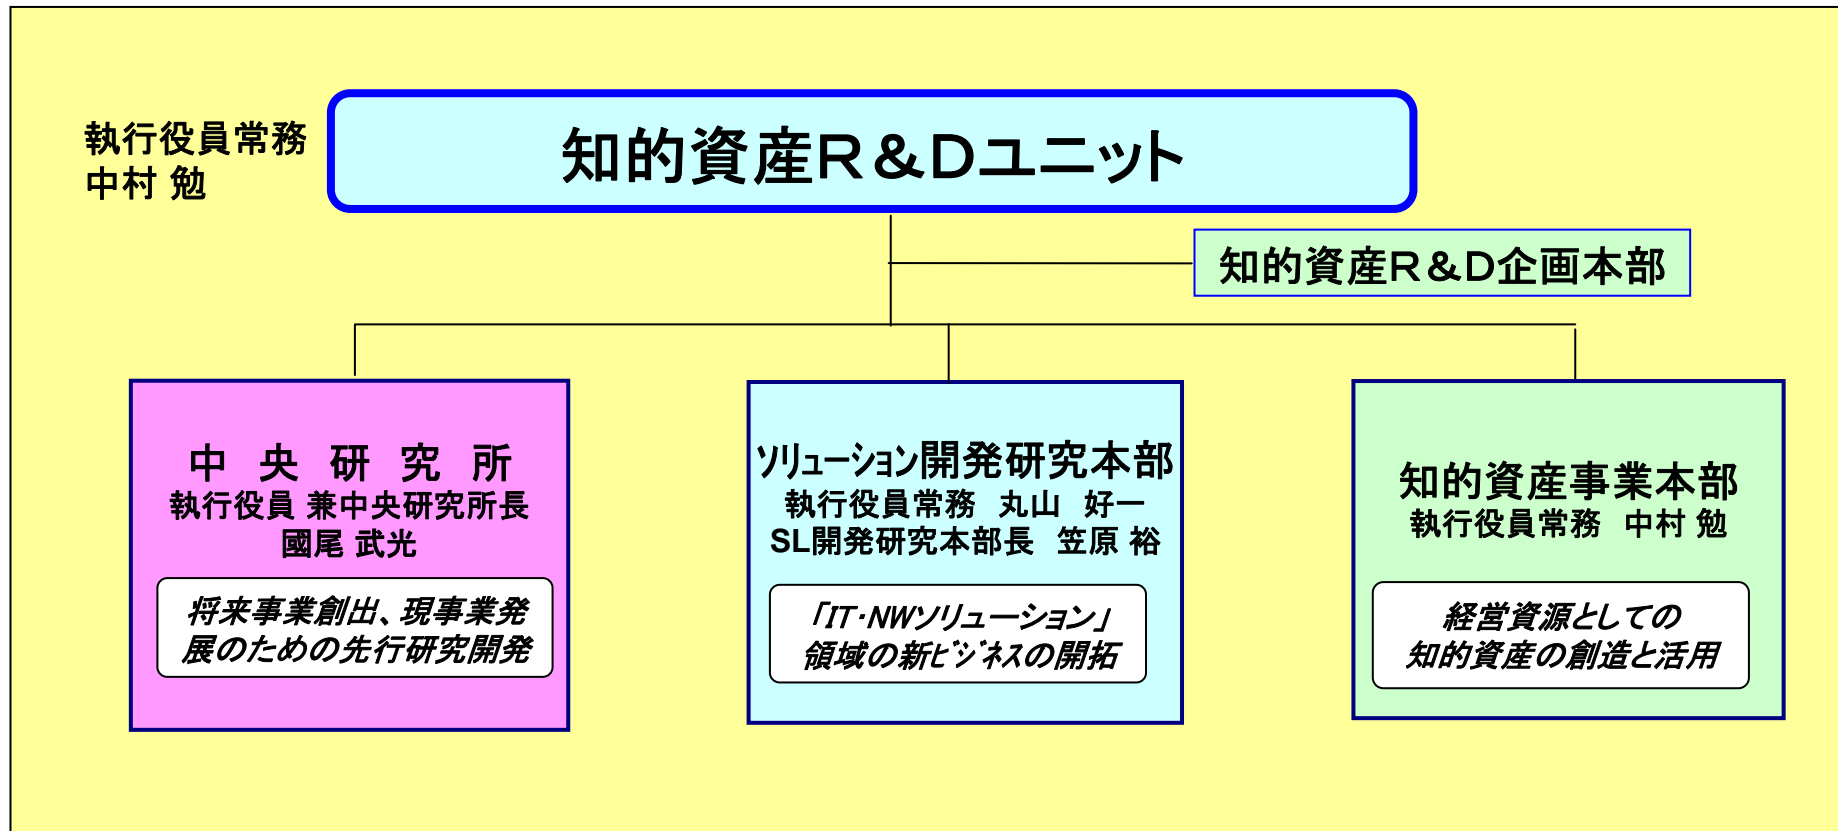 執行役員常務
中村 勉
知的資産Ｒ＆Ｄユニット
知的資産Ｒ＆Ｄ企画本部
中　央　研　究　所
執行役員 兼中央研究所長
國尾 武光
将来事業創出、現事業発
展のための先行研究開発
ソリューション開発研究本部
執行役員常務　丸山　好一
SL開発研究本部長　笠原 裕
「IT・NWソリューション」
領域の新ﾋﾞｼﾞﾈｽの開拓
知的資産事業本部
執行役員常務　中村 勉
経営資源としての
知的資産の創造と活用